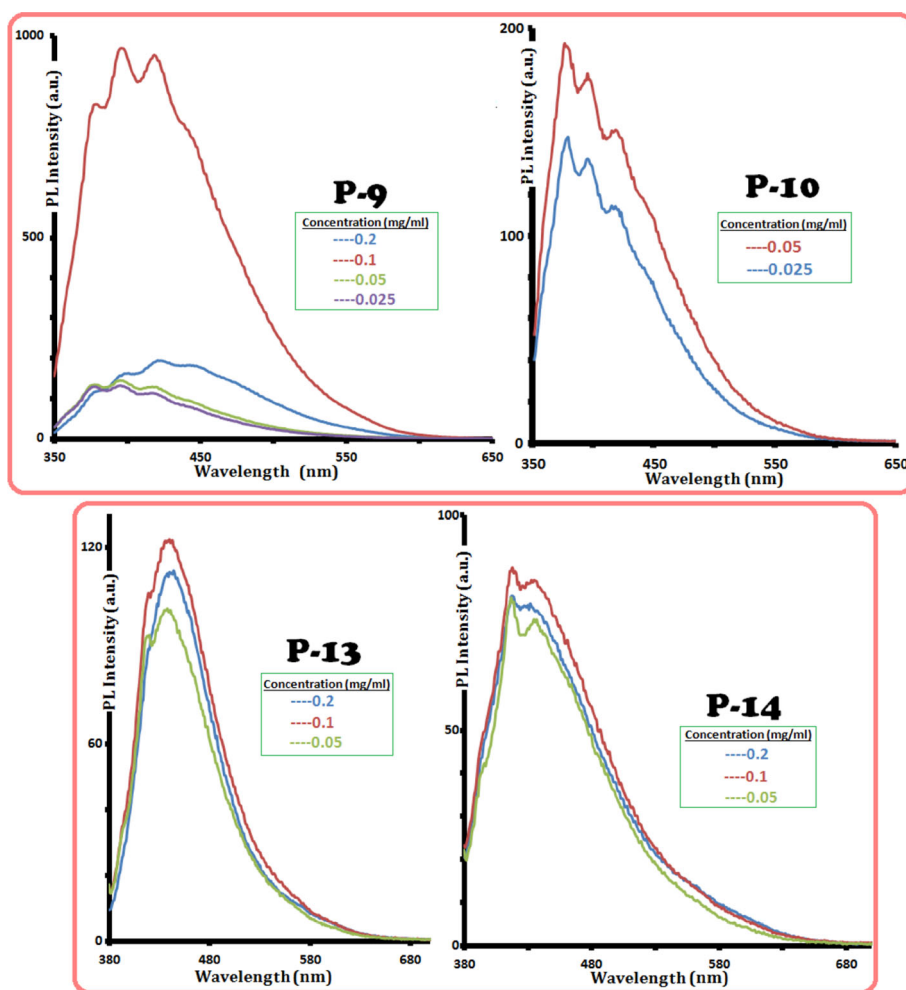 1000
500
0
PL Intensity (a.u.)
P-9
Concentration (mg/ml)
----0.2
----0.1
----0.05
----0.025
350
450
550
650
Wavelength (nm)
200
100
0
PL Intensity (a.u.)
P-10
Concentration (mg/ml)
----0.05
----0.025
350
450
550
650
Wavelength (nm)
120
60
0
PL Intensity (a.u.)
P-13
Concentration (mg/ml)
----0.2
----0.1
----0.05
380
480
580
680
Wavelength (nm)
100
50
0
PL Intensity (a.u.)
P-14
Concentration (mg/ml)
----0.2
----0.1
----0.05
380
480
580
680
Wavelength (nm)